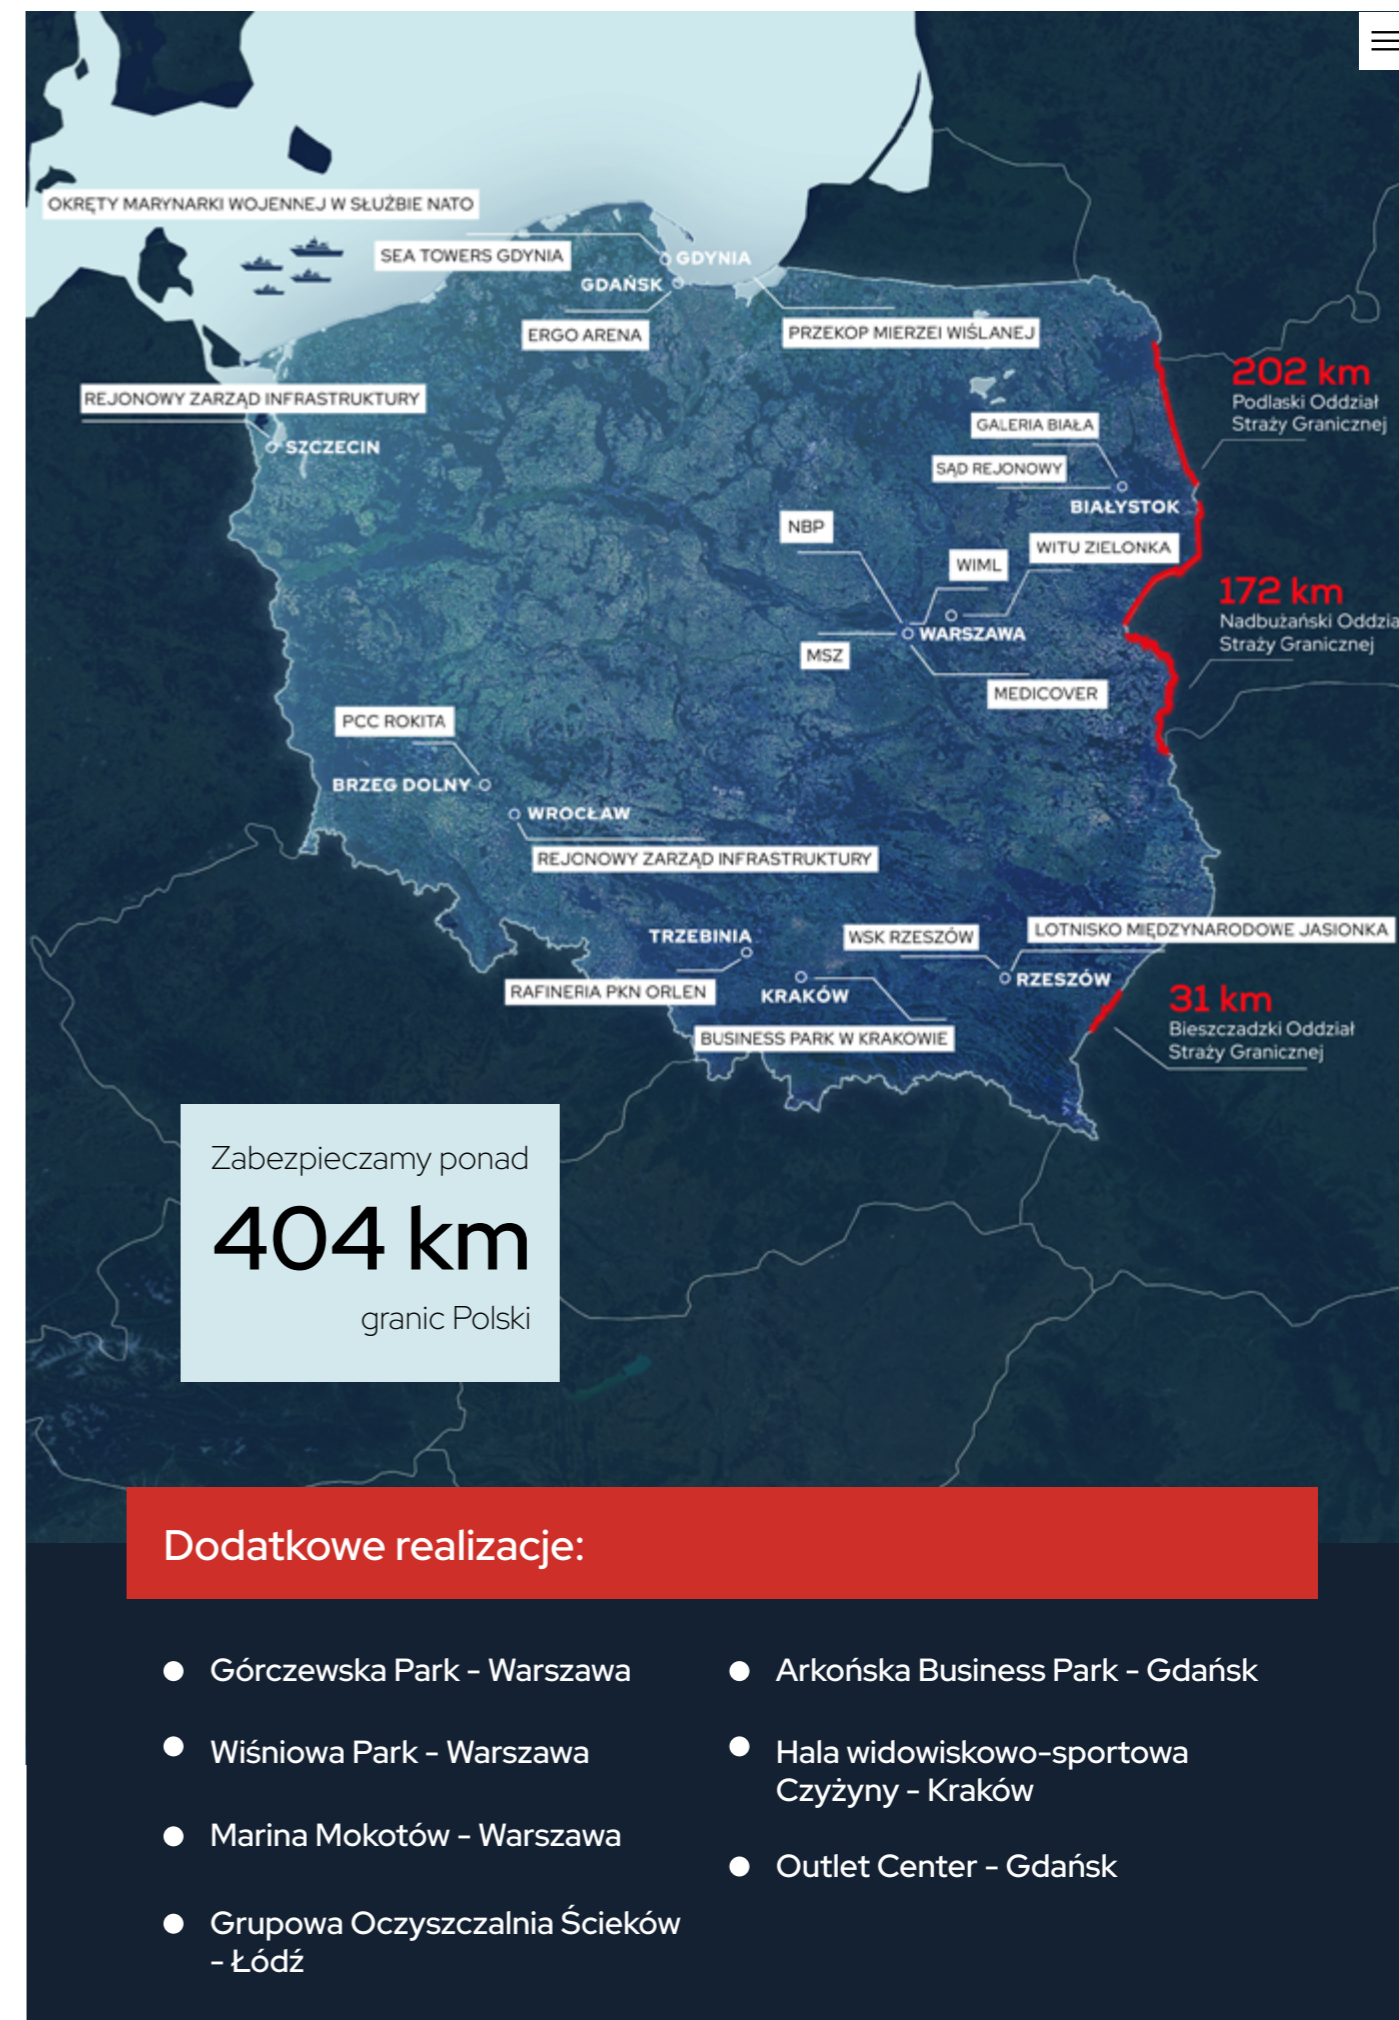 OKRĘTY MARYNARKI WOJENNEJ W SŁUŻBIE NATO
SEA TOWERS GDYNIA
GDYNIA
GDAŃSK
ERGO ARENA
PRZEKOP MIERZEI WIŚLANEJ
REJONOWY ZARZĄD INFRASTRUKTURY
SZCZECIN
202 km
Podlaski Oddział
Straży Granicznej
GALERIA BIAŁA
SĄD REJONOWY
BIAŁYSTOK
NBP
WITU ZIELONKA
WIML
WARSZAWA
MSZ
MEDICOVER
172 km
Nadbużański Oddzia
Straży Granicznej
PCC ROKITA
BRZEG DOLNY
WROCŁAW
REJONOWY ZARZĄD INFRASTRUKTURY
TRZEBINIA
RAFINERIA PKN ORLEN
KRAKÓW
BUSINESS PARK W KRAKOWIE
WSK RZESZÓW
LOTNISKO MIĘDZYNARODOWE JASIONKA
RZESZÓW
31 km
Bieszczadzki Oddział
Straży Granicznej
Zabezpieczamy ponad
404 km
granic Polski
Dodatkowe realizacje:
Górczewska Park - Warszawa
Wiśniowa Park - Warszawa
Marina Mokotów - Warszawa
Grupowa Oczyszczalnia Ścieków
- Łódź
Arkońska Business Park - Gdańsk
Hala widowiskowo-sportowa
Czyżyny - Kraków
Outlet Center - Gdańsk